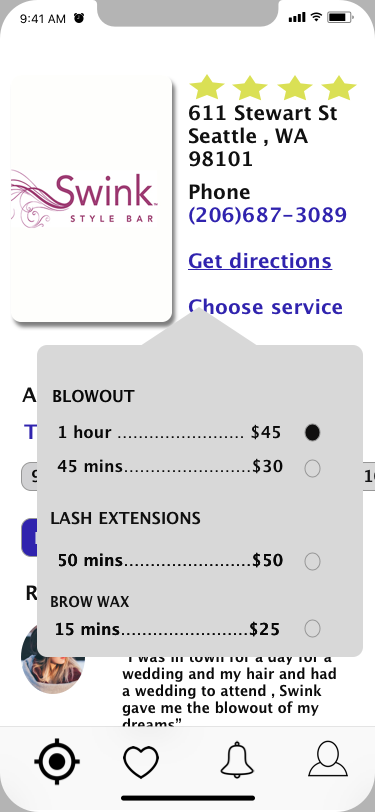 9:41 AM
Swink
STYLE BAR
611 Stewart St
Seattle , WA
98101
Phone
(206)687-3089
Get directions
Choose service
BLOWOUT
1 hour ........................ $45
45 mins........................$30
LASH EXTENSIONS
50 mins........................$50
BROW WAX
15 mins........................$25
"I was in town for a day for a
wedding and my hair and had
a wedding to attend , Swink
gave me the blowout of my
dreams"